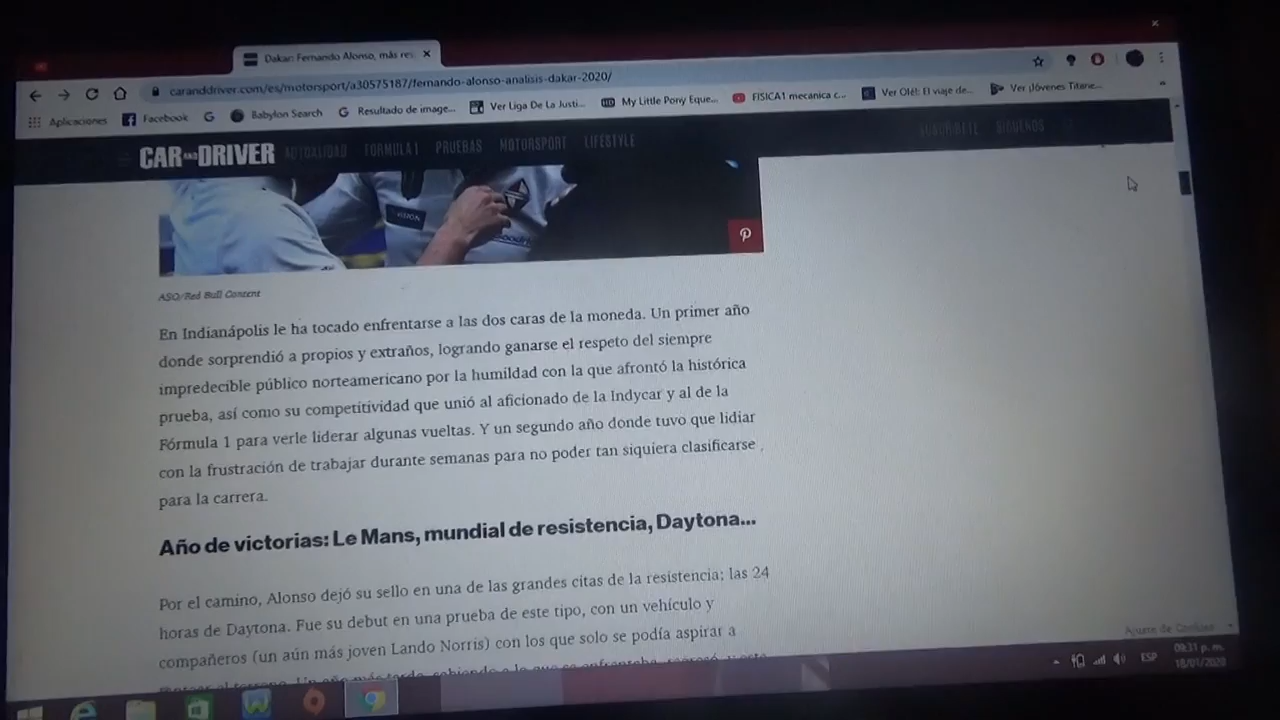 Dakar: Fernando Alonso, más res
caranddriver.com/es/motorsport/a30575187/fernando-alonso-analisis-dakar-2020/
Aplicaciones Facebook Babylon Search Resultado de image... Ver Liga De La Justi... My Little Pony Eque... FISICA1 mecanica c... Ver Olé!: El viaje de... Ver ¡Jóvenes Titane...
CAR AND DRIVER ACTUALIDAD FORMULA 1 PRUEBAS MOTORSPORT LIFESTYLE SUSCRÍBETE SÍGUENOS
ASO/Red Bull Content
En Indianápolis le ha tocado enfrentarse a las dos caras de la moneda. Un primer año
donde sorprendió a propios y extraños, logrando ganarse el respeto del siempre
impredecible público norteamericano por la humildad con la que afrontó la histórica
prueba, así como su competitividad que unió al aficionado de la Indycar y al de la
Fórmula 1 para verle liderar algunas vueltas. Y un segundo año donde tuvo que lidiar
con la frustración de trabajar durante semanas para no poder tan siquiera clasificarse
para la carrera.
Año de victorias: Le Mans, mundial de resistencia, Daytona...
Por el camino, Alonso dejó su sello en una de las grandes citas de la resistencia: las 24
horas de Daytona. Fue su debut en una prueba de este tipo, con un vehículo y
compañeros (un aún más joven Lando Norris) con los que solo se podía aspirar a
Ajuste de Cookies
ESP
09:31 p. m.
18/01/2020